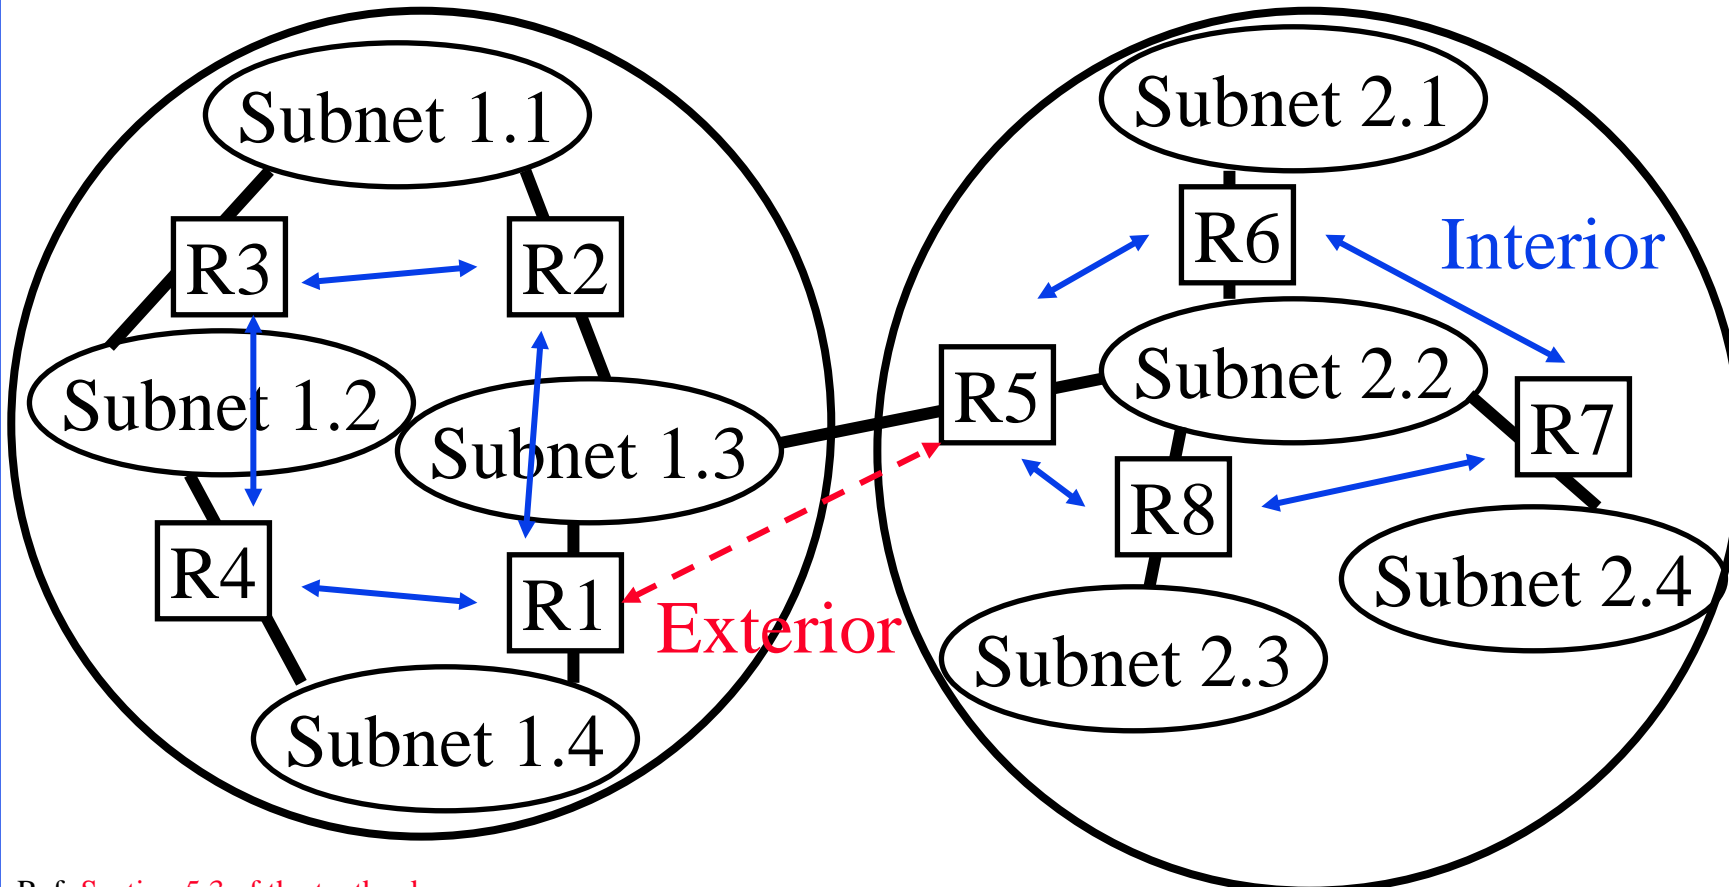 Subnet 1.1
R3
R2
Subnet 1.2
Subnet 1.3
R4
R1
Subnet 1.4
Exterior
Subnet 2.1
R6
Interior
R5
Subnet 2.2
R7
R8
Subnet 2.4
Subnet 2.3